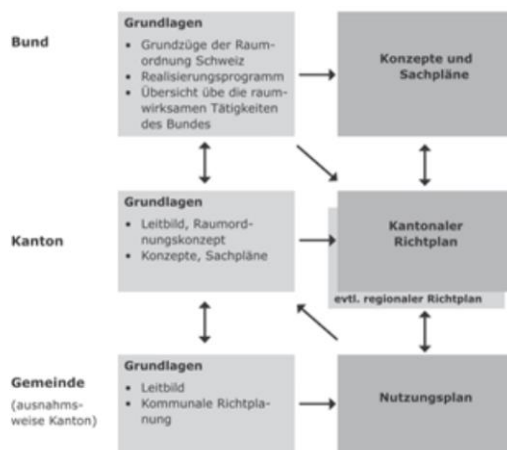 Bund
Grundlagen
• Grundzüge der Raum-
ordnung Schweiz
• Realisierungsprogramm
• Übersicht übe die raum-
wirksamen Tätigkeiten
des Bundes
Konzepte und
Sachpläne
Kanton
Grundlagen
• Leitbild, Raumord-
nungskonzept
• Konzepte, Sachpläne
Kantonaler
Richtplan
evtl. regionaler Richtplan
Gemeinde
(ausnahms-
weise Kanton)
Grundlagen
• Leitbild
• Kommunale Richtpla-
nung
Nutzungsplan